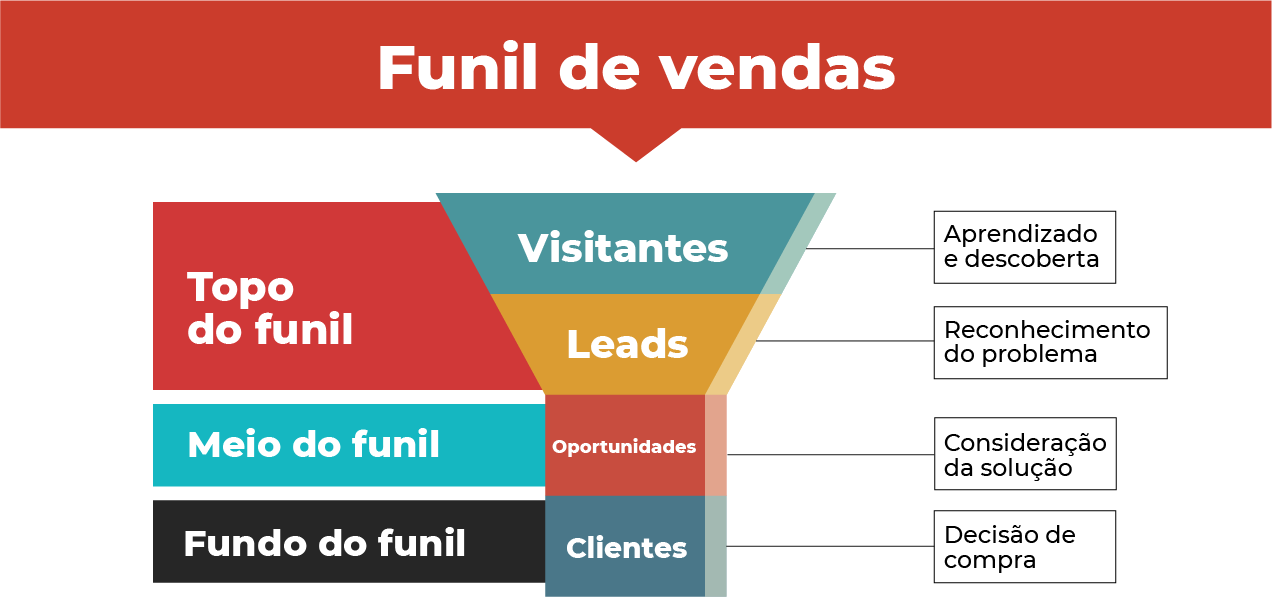 Funil de vendas
Topo
do funil
Visitantes
Aprendizado
e descoberta
Leads
Reconhecimento
do problema
Meio do funil
Oportunidades
Consideração
da solução
Fundo do funil
Clientes
Decisão de
compra